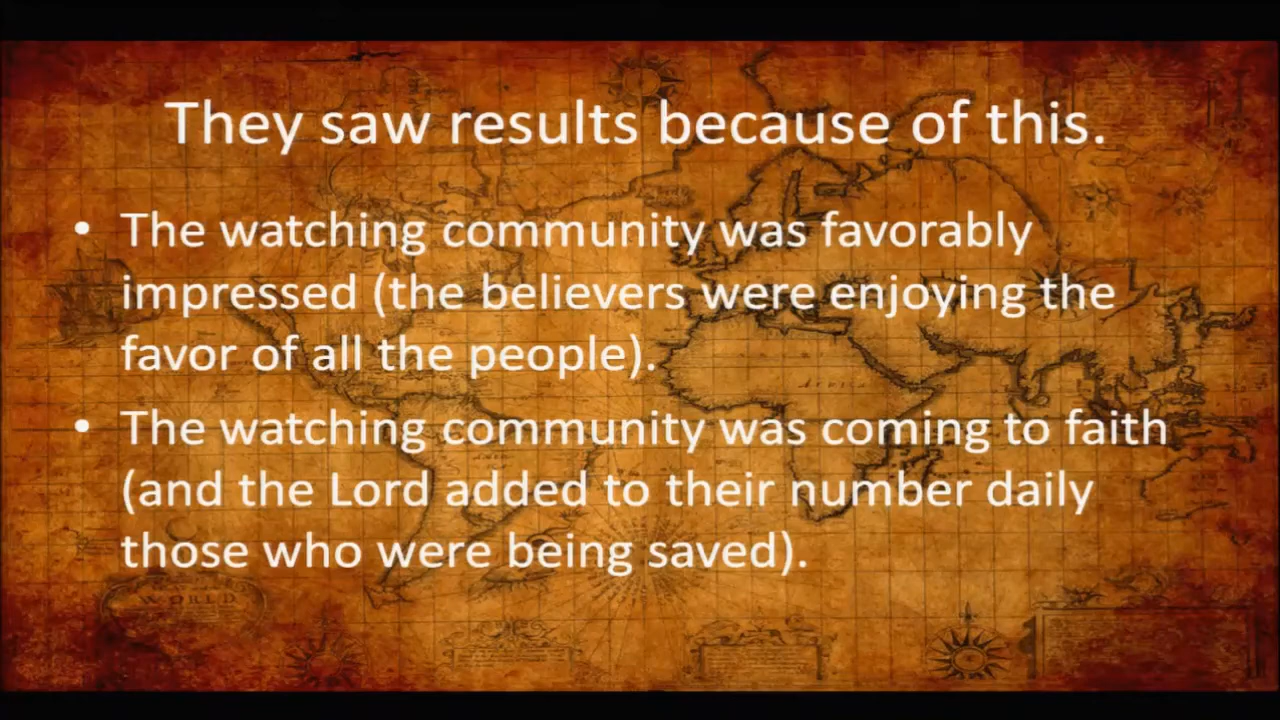 They saw results because of this.
• The watching community was favorably
impressed (the believers were enjoying the
favor of all the people).
• The watching community was coming to faith
(and the Lord added to their number daily
those who were being saved).
Africa
WORLD